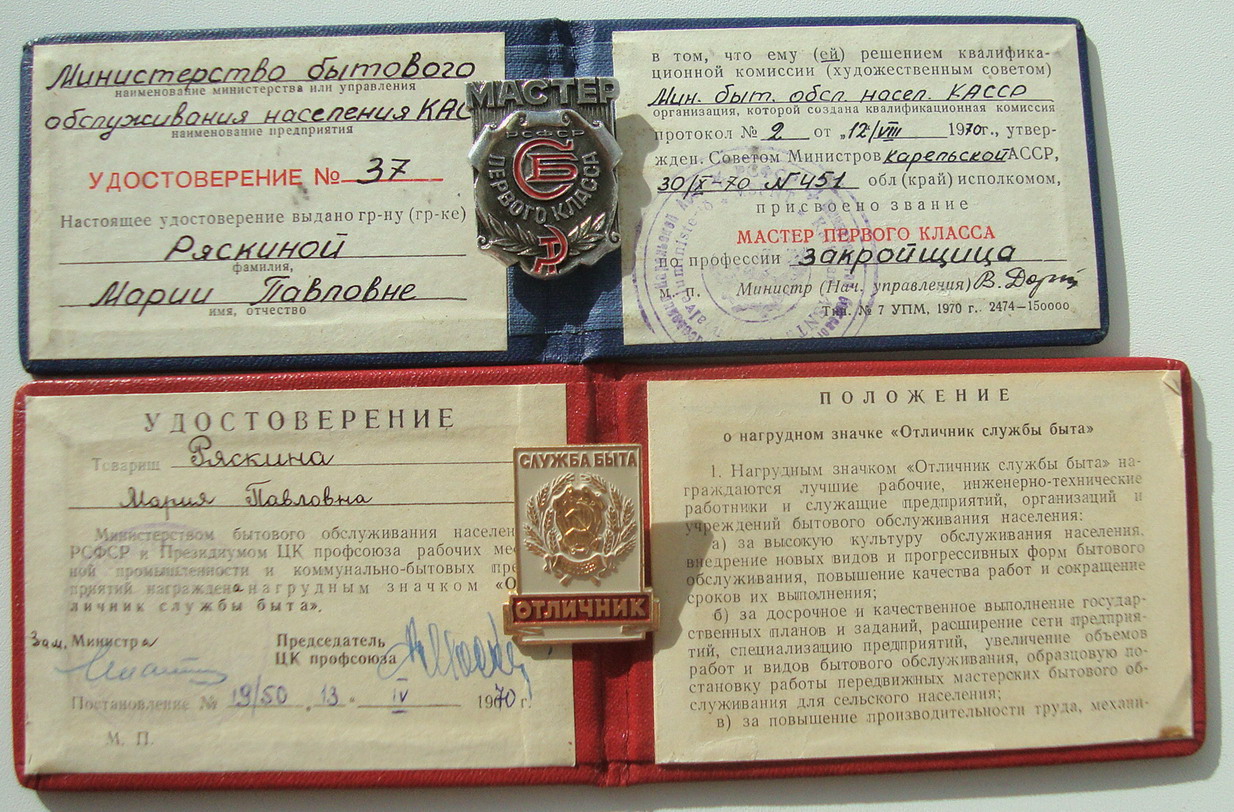 Министерство бытового
наименование министерства или управления
обслуживания населения КАС
наименование предприятия
УДОСТОВЕРЕНИЕ № 37
Настоящее удостоверение выдано гр-ну (гр-ке)
Ряскиной
фамилия,
Марии Павловне
имя, отчество
МАСТЕР
РСФСР
СБ
ПЕРВОГО КЛАССА
в том, что ему (ей) решением квалифика-
ционной комиссии (художественным советом)
Мин. быт. обсл. насел. КАССР
организация, которой создана квалификационная комиссия
протокол № 2 от „12/VIII 1970г., утвер-
жден. Советом Министров Карельской АССР,
30/X-70 №451 обл (край) исполкомом,
присвоено звание
МАСТЕР ПЕРВОГО КЛАССА
по профессии закройщица
М. П. Министр (Нач. управления)
Тип. № 7 УПМ, 1970 г. 2474—150000
УДОСТОВЕРЕНИЕ
Товарищ Ряскина
Мария Павловна
Министерством бытового обслуживания населен
РСФСР и Президиумом ЦК профсоюза рабочих ме
ной промышленности и коммунально-бытовых пре
приятий награждена нагрудным значком «О
личник службы быта».
Зам. Министра Председатель
ЦК профсоюза
Постановление № 19/50 „13" IV 1970 г.
М. П.
СЛУЖБА БЫТА
ОТЛИЧНИК
ПОЛОЖЕНИЕ
о нагрудном значке «Отличник службы быта»
1. Нагрудным значком «Отличник службы быта» на-
граждаются лучшие рабочие, инженерно-технические
работники и служащие предприятий, организаций и
учреждений бытового обслуживания населения:
а) за высокую культуру обслуживания населения,
внедрение новых видов и прогрессивных форм бытового
обслуживания, повышение качества работ и сокращение
сроков их выполнения;
б) за досрочное и качественное выполнение государ-
ственных планов и заданий, расширение сети предприя-
тий, специализацию предприятий, увеличение объемов
работ и видов бытового обслуживания, образцовую по-
становку работы передвижных мастерских бытового об-
служивания для сельского населения;
в) за повышение производительности труда, механи-